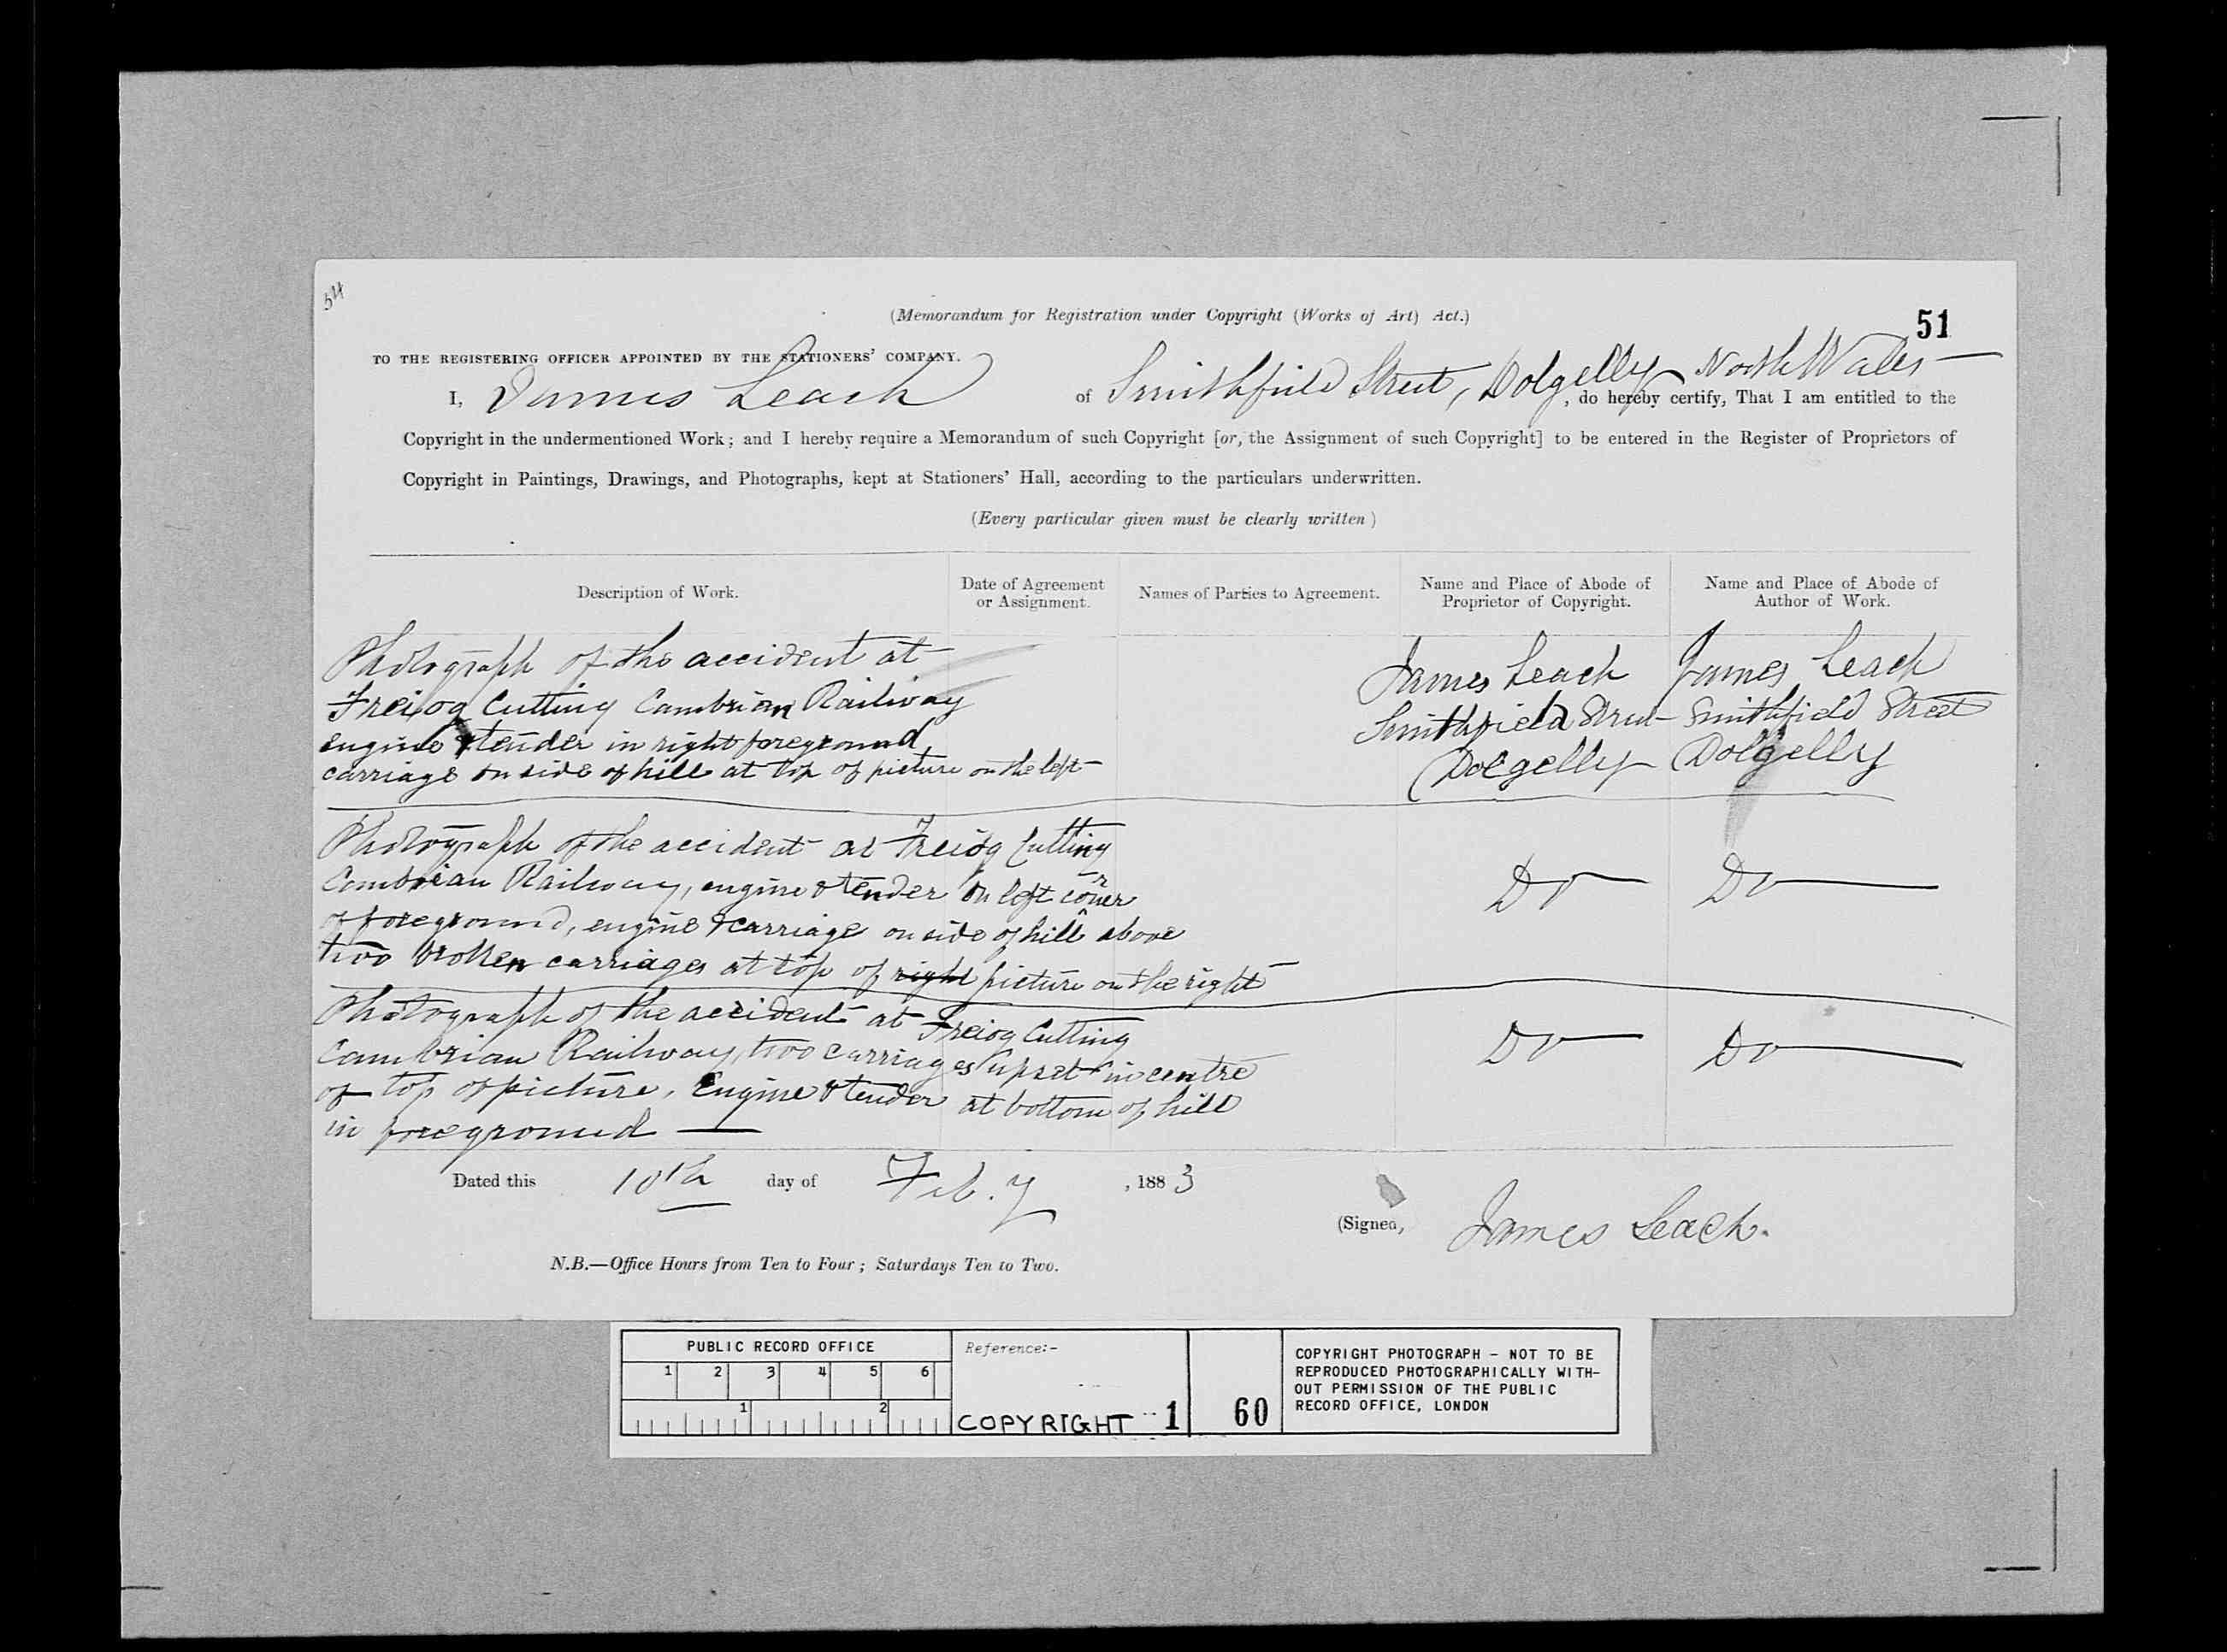 54
(Memorandum for Registration under Copyright (Works of Art) Act.)
51
TO THE REGISTERING OFFICER APPOINTED BY THE STATIONERS' COMPANY.
I, James Leach of Smithfield Street, Dolgelly North Wales, do hereby certify, That I am entitled to the
Copyright in the undermentioned Work; and I hereby require a Memorandum of such Copyright [or, the Assignment of such Copyright] to be entered in the Register of Proprietors of
Copyright in Paintings, Drawings, and Photographs, kept at Stationers' Hall, according to the particulars underwritten.
(Every particular given must be clearly written)
Description of Work.
Date of Agreement
or Assignment.
Names of Parties to Agreement.
Name and Place of Abode of
Proprietor of Copyright.
Name and Place of Abode of
Author of Work.
Photograph of the accident at
Freiog Cutting Cambrian Railway
engine & tender in right foreground
carriage on side of hill at top of picture on the left
James Leach
Smithfield Street
Dolgelly
James Leach
Smithfield Street
Dolgelly
Photograph of the accident at Freiog Cutting
Cambrian Railway, engine & tender on left corner
of foreground, engine & carriage on side of hill above
two broken carriages at top of right picture on the right
Do
Do
Photograph of the accident at Freiog Cutting
Cambrian Railway, two carriages upset in centre
of top of picture. Engine & tender at bottom of hill
in foreground
Do
Do
Dated this 10th day of Feb.y, 1883
(Signed, James Leach.
N.B.—Office Hours from Ten to Four; Saturdays Ten to Two.
PUBLIC RECORD OFFICE
1 2 3 4 5 6
1 2
Reference:-
COPYRIGHT 1
60
COPYRIGHT PHOTOGRAPH - NOT TO BE
REPRODUCED PHOTOGRAPHICALLY WITH-
OUT PERMISSION OF THE PUBLIC
RECORD OFFICE, LONDON